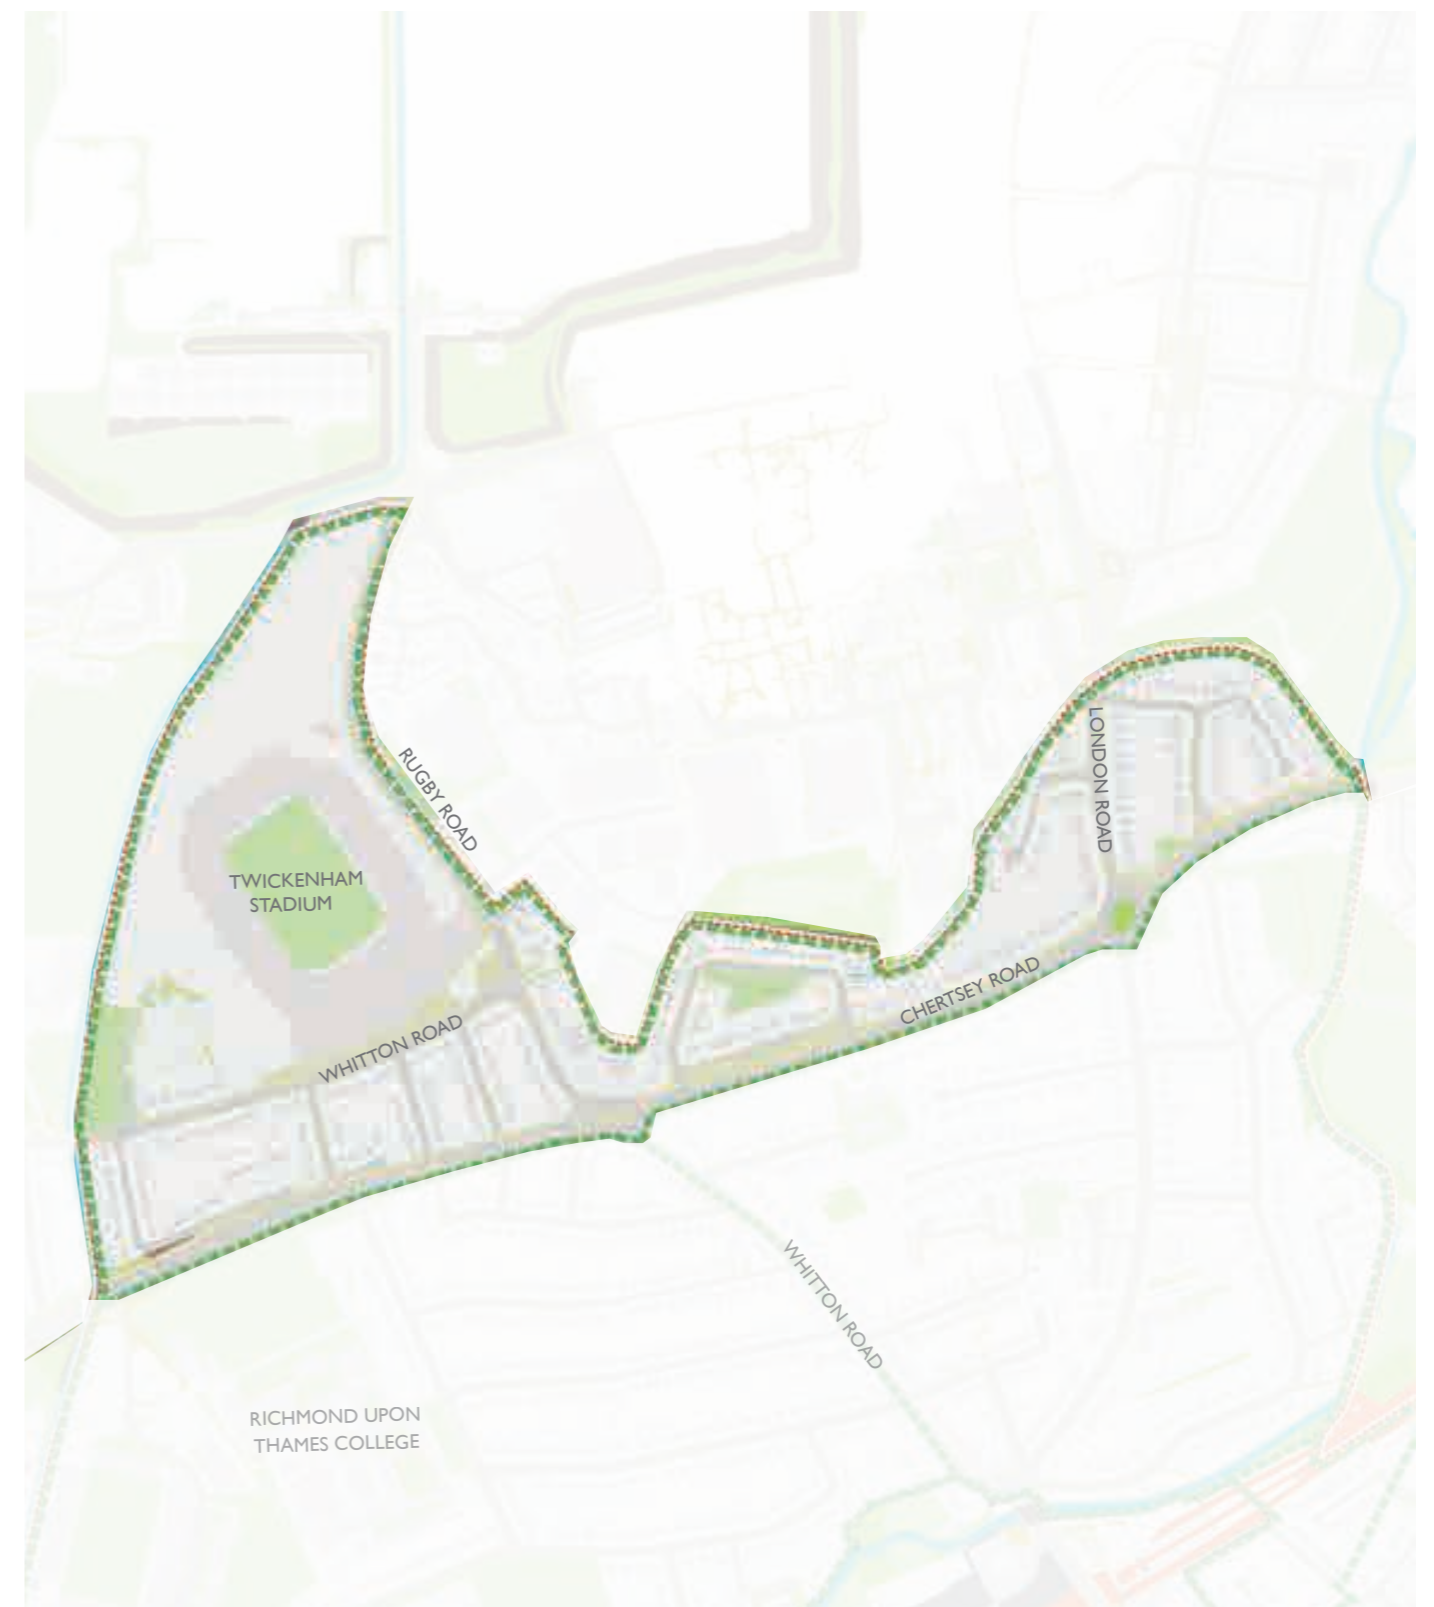 LONDON ROAD
RUGBY ROAD
TWICKENHAM
STADIUM
CHERTSEY ROAD
WHITTON ROAD
WHITTON ROAD
RICHMOND UPON
THAMES COLLEGE